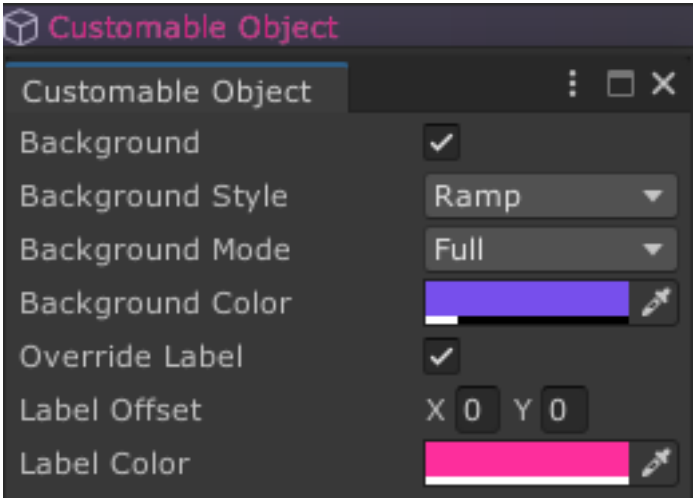 Customable Object
Customable Object
Background
Background Style Ramp
Background Mode Full
Background Color
Override Label
Label Offset X 0 Y 0
Label Color